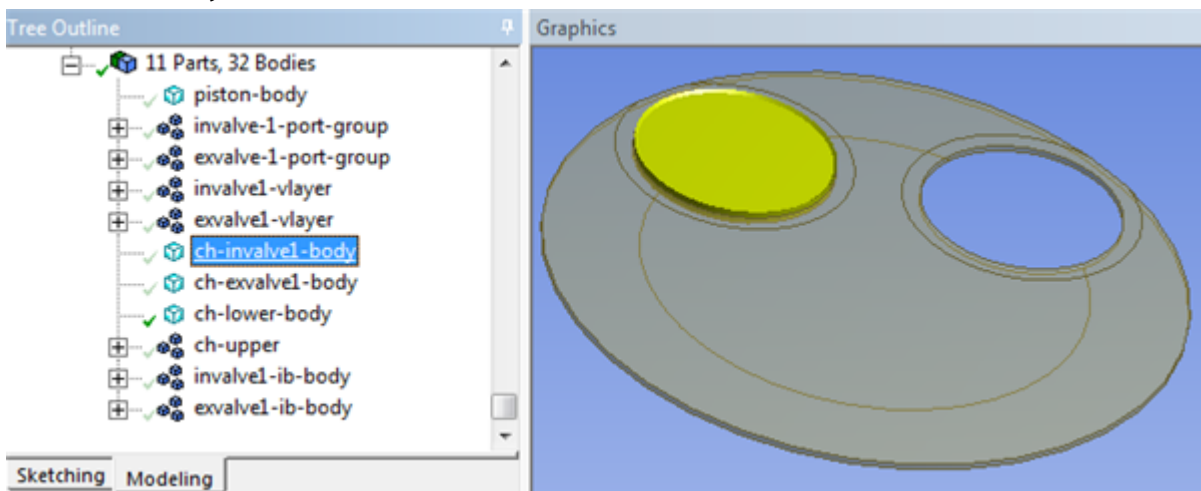 Tree Outline
Graphics
11 Parts, 32 Bodies
piston-body
invalve-1-port-group
exvalve-1-port-group
invalve1-vlayer
exvalve1-vlayer
ch-invalve1-body
ch-exvalve1-body
ch-lower-body
ch-upper
invalve1-ib-body
exvalve1-ib-body
Sketching Modeling